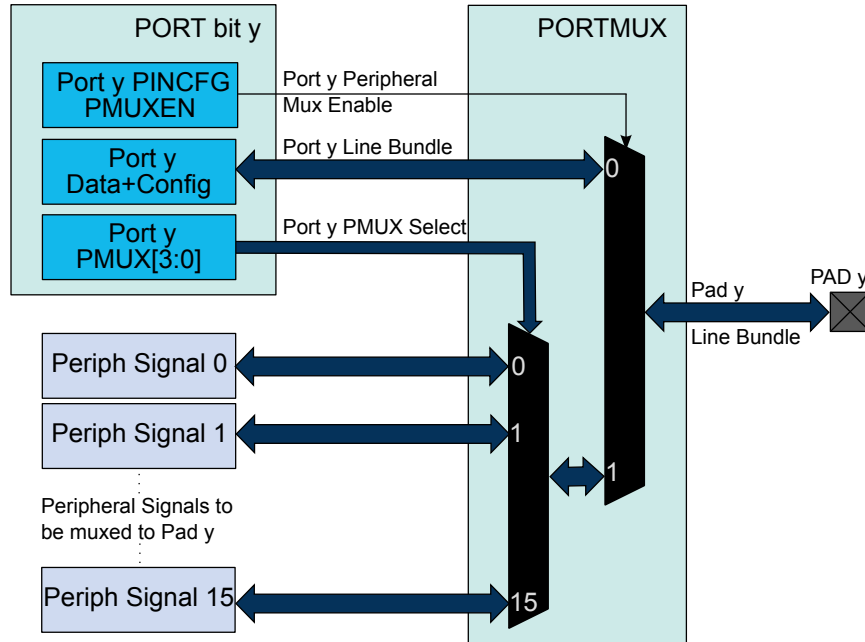 PORT bit y
PORTMUX
Port y PINCFG
PMUXEN
Port y Peripheral
Mux Enable
Port y
Data+Config
Port y Line Bundle
0
Port y
PMUX[3:0]
Port y PMUX Select
Pad y
Line Bundle
PAD y
Periph Signal 0
0
Periph Signal 1
1
1
Peripheral Signals to
be muxed to Pad y
Periph Signal 15
15